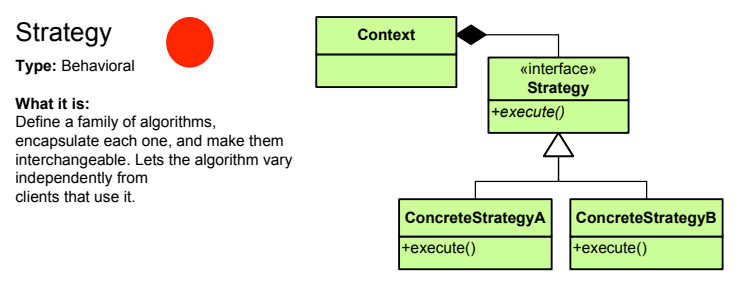 Strategy
Type: Behavioral
What it is:
Define a family of algorithms,
encapsulate each one, and make them
interchangeable. Lets the algorithm vary
independently from
clients that use it.
Context
«interface»
Strategy
+execute()
ConcreteStrategyA
+execute()
ConcreteStrategyB
+execute()